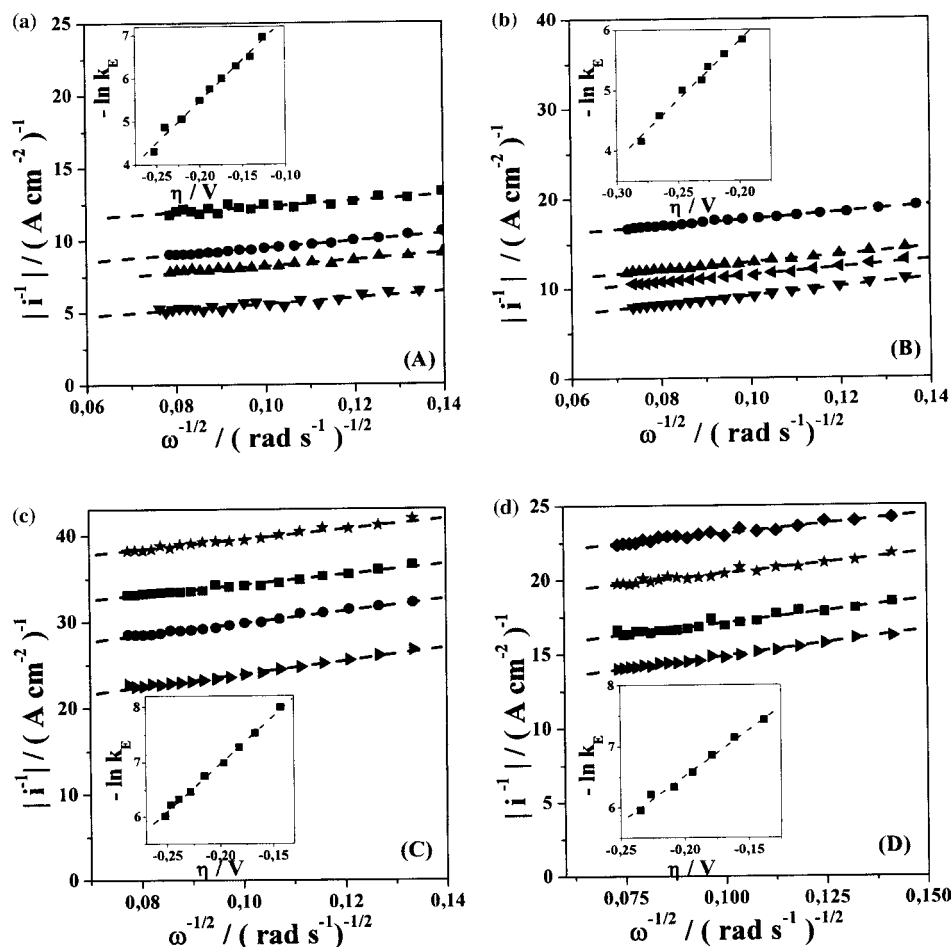 (a)
25
20
15
10
5
0
| i⁻¹ | / ( A cm⁻² )⁻¹
0,06 0,08 0,10 0,12 0,14
ω⁻¹/² / ( rad s⁻¹ )⁻¹/²
(A)
7
6
5
4
- ln k_E
-0,25 -0,20 -0,15 -0,10
η / V
(b)
40
30
20
10
0
| i⁻¹ | / ( A cm⁻² )⁻¹
0,06 0,08 0,10 0,12 0,14
ω⁻¹/² / ( rad s⁻¹ )⁻¹/²
(B)
6
5
4
- ln k_E
-0,30 -0,25 -0,20
η / V
(c)
40
30
20
10
0
| i⁻¹ | / ( A cm⁻² )⁻¹
0,08 0,10 0,12 0,14
ω⁻¹/² / ( rad s⁻¹ )⁻¹/²
(C)
8
7
6
- ln k_E
-0,25 -0,20 -0,15
η / V
(d)
25
20
15
10
5
0
| i⁻¹ | / ( A cm⁻² )⁻¹
0,075 0,100 0,125 0,150
ω⁻¹/² / ( rad s⁻¹ )⁻¹/²
(D)
8
7
6
- ln k_E
-0,25 -0,20 -0,15
η / V